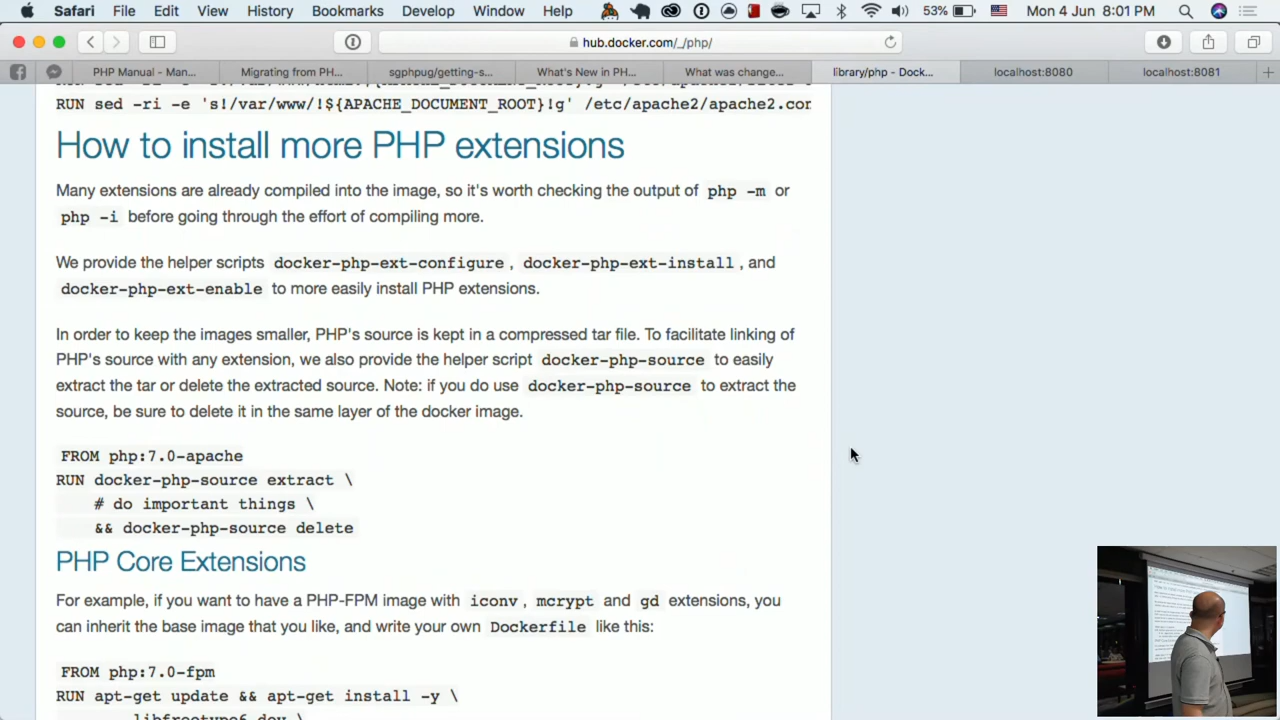 Safari File Edit View History Bookmarks Develop Window Help 53% Mon 4 Jun 8:01 PM
hub.docker.com/_/php/
PHP Manual - Man... Migrating from PH... sgphpug/getting-s... What's New in PH... What was change... library/php - Dock... localhost:8080 localhost:8081
RUN sed -ri -e 's!/var/www/!${APACHE_DOCUMENT_ROOT}!g' /etc/apache2/apache2.con
How to install more PHP extensions
Many extensions are already compiled into the image, so it's worth checking the output of php -m or
php -i before going through the effort of compiling more.
We provide the helper scripts docker-php-ext-configure , docker-php-ext-install , and
docker-php-ext-enable to more easily install PHP extensions.
In order to keep the images smaller, PHP's source is kept in a compressed tar file. To facilitate linking of
PHP's source with any extension, we also provide the helper script docker-php-source to easily
extract the tar or delete the extracted source. Note: if you do use docker-php-source to extract the
source, be sure to delete it in the same layer of the docker image.
FROM php:7.0-apache
RUN docker-php-source extract \
# do important things \
&& docker-php-source delete
PHP Core Extensions
For example, if you want to have a PHP-FPM image with iconv , mcrypt and gd extensions, you
can inherit the base image that you like, and write your Dockerfile like this:
FROM php:7.0-fpm
RUN apt-get update && apt-get install -y \